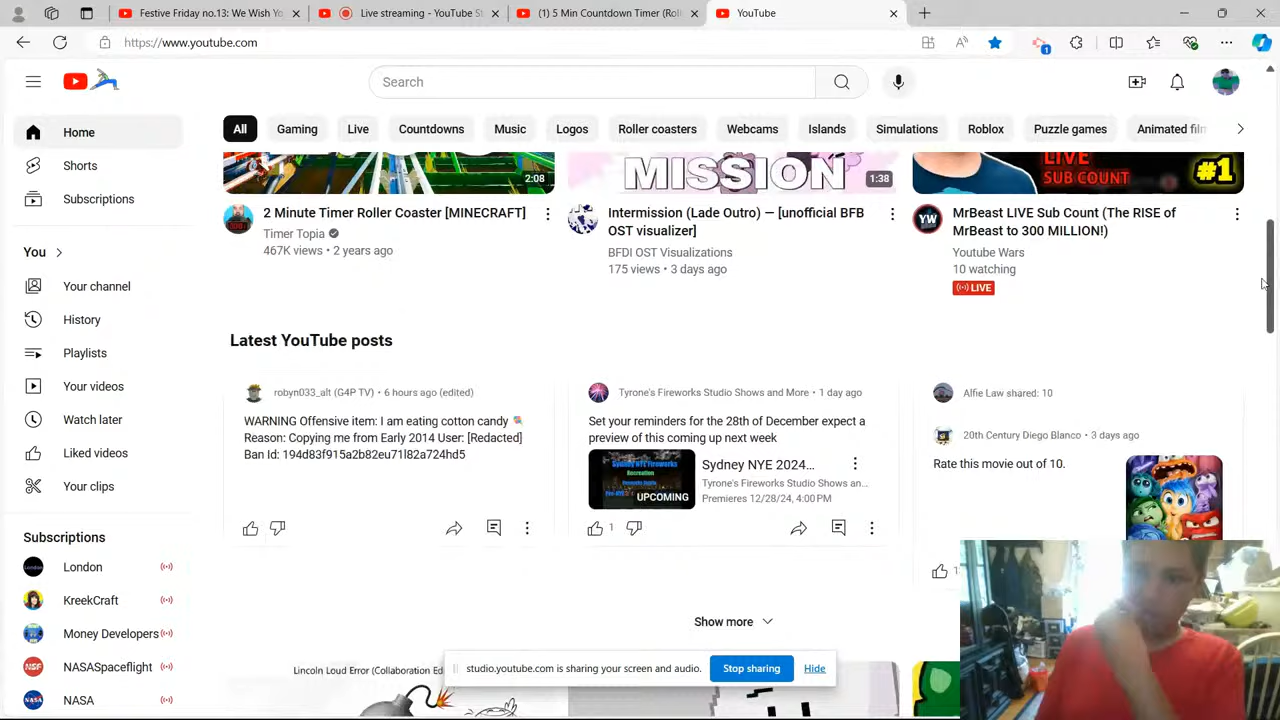 Festive Friday no.13: We Wish Yo
Live streaming - YouTube St
(1) 5 Min Countdown Timer (Roll
YouTube
https://www.youtube.com
1
Search
All
Gaming
Live
Countdowns
Music
Logos
Roller coasters
Webcams
Islands
Simulations
Roblox
Puzzle games
Animated film
Home
Shorts
Subscriptions
You
Your channel
History
Playlists
Your videos
Watch later
Liked videos
Your clips
Subscriptions
London
KreekCraft
Money Developers
NASASpaceflight
NASA
2:08
2 Minute Timer Roller Coaster [MINECRAFT]
Timer Topia
467K views • 2 years ago
MISSION
1:38
Intermission (Lade Outro) — [unofficial BFB
OST visualizer]
BFDI OST Visualizations
175 views • 3 days ago
LIVE
SUB COUNT
#1
YW
MrBeast LIVE Sub Count (The RISE of
MrBeast to 300 MILLION!)
Youtube Wars
10 watching
LIVE
Latest YouTube posts
robyn033_alt (G4P TV) • 6 hours ago (edited)
WARNING Offensive item: I am eating cotton candy
Reason: Copying me from Early 2014 User: [Redacted]
Ban Id: 194d83f915a2b82eu71l82a724hd5
Tyrone's Fireworks Studio Shows and More • 1 day ago
Set your reminders for the 28th of December expect a
preview of this coming up next week
Sydney NYE Fireworks
UPCOMING
Sydney NYE 2024...
Tyrone's Fireworks Studio Shows an...
Premieres 12/28/24, 4:00 PM
1
Alfie Law shared: 10
20th Century Diego Blanco • 3 days ago
Rate this movie out of 10.
Show more
Lincoln Loud Error (Collaboration Ed
studio.youtube.com is sharing your screen and audio.
Stop sharing
Hide